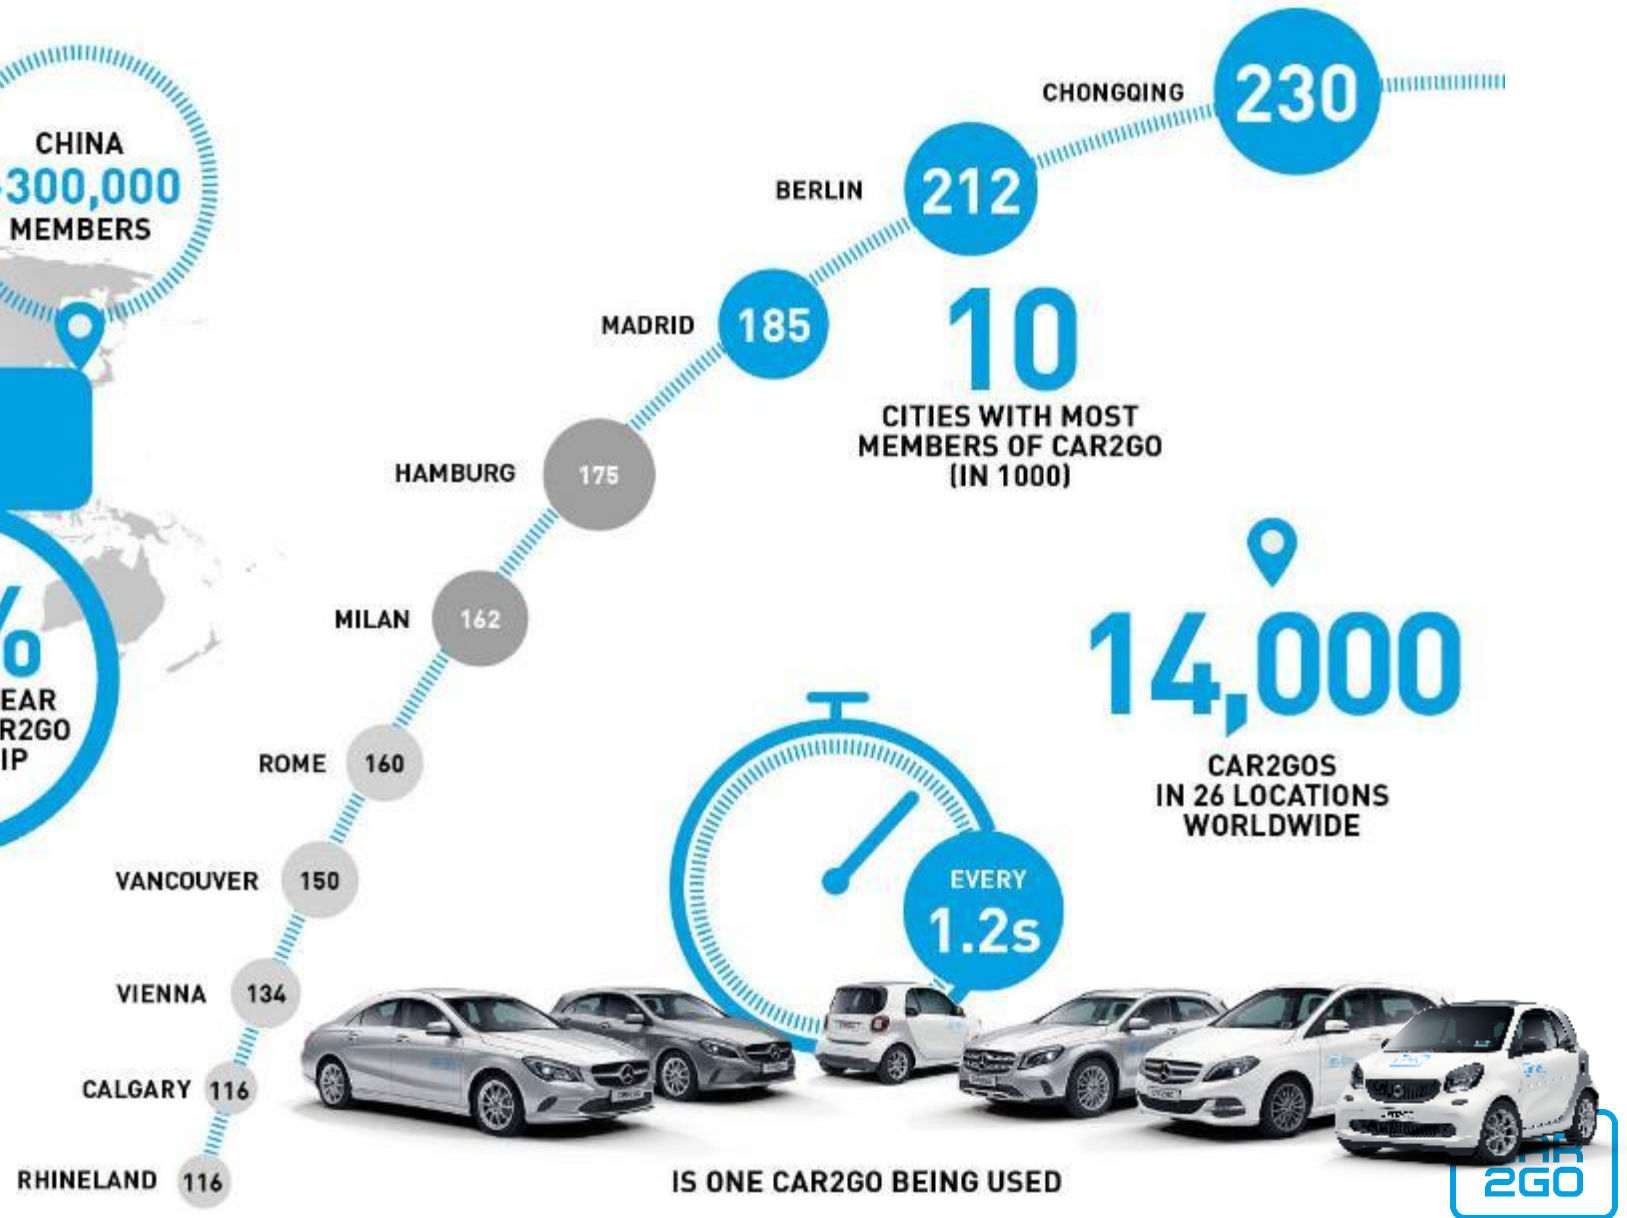 CHINA
300,000
MEMBERS
EAR
R2GO
IP
CHONGQING 230
BERLIN 212
MADRID 185
HAMBURG 175
MILAN 162
ROME 160
VANCOUVER 150
VIENNA 134
CALGARY 116
RHINELAND 116
10
CITIES WITH MOST
MEMBERS OF CAR2GO
(IN 1000)
14,000
CAR2GOS
IN 26 LOCATIONS
WORLDWIDE
EVERY
1.2s
IS ONE CAR2GO BEING USED
2GO